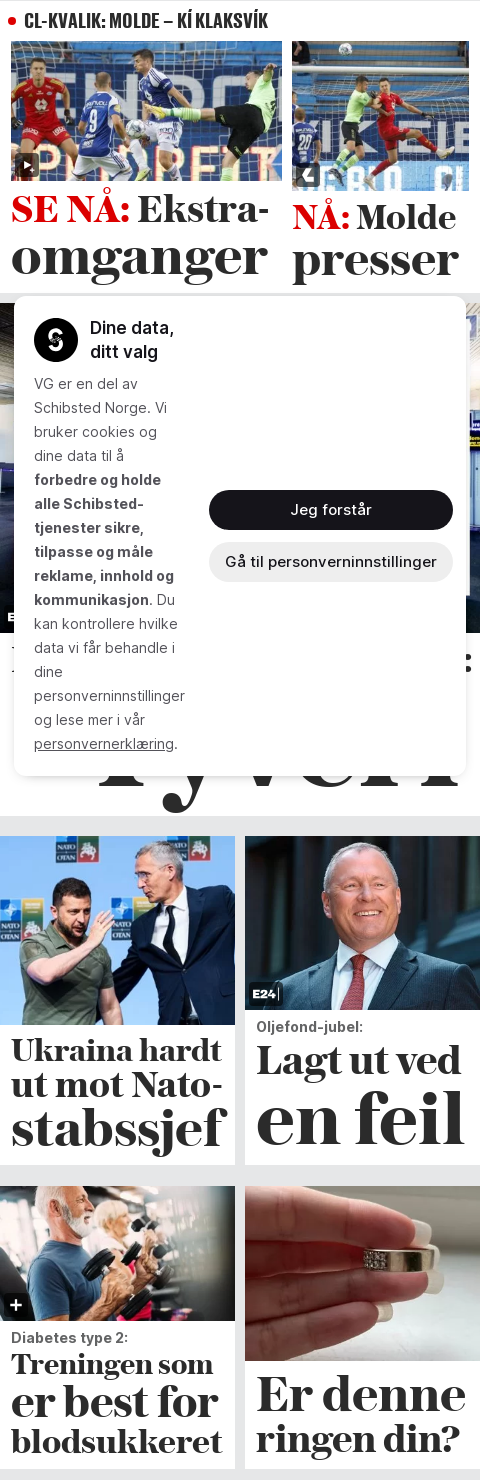 CL-KVALIK: MOLDE – KÍ KLAKSVÍK
SE NÅ: Ekstra-
omganger
NÅ: Molde
presser
Dine data,
ditt valg
VG er en del av
Schibsted Norge. Vi
bruker cookies og
dine data til å
forbedre og holde
alle Schibsted-
tjenester sikre,
tilpasse og måle
reklame, innhold og
kommunikasjon. Du
kan kontrollere hvilke
data vi får behandle i
dine
personverninnstillinger
og lese mer i vår
personvernerklæring.
Jeg forstår
Gå til personverninnstillinger
NATO
OTAN
Ukraina hardt
ut mot Nato-
stabssjef
E24
Oljefond-jubel:
Lagt ut ved
en feil
Diabetes type 2:
Treningen som
er best for
blodsukkeret
Er denne
ringen din?